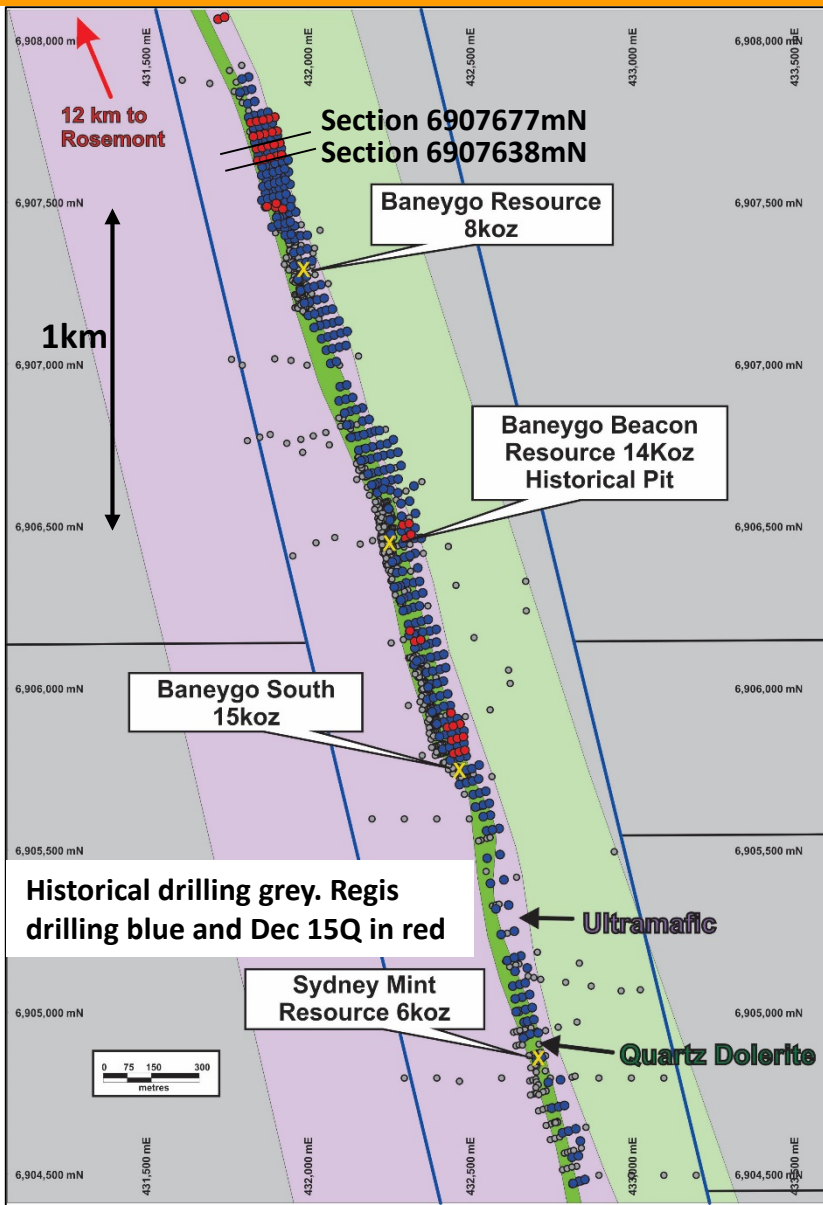 431,500 mE
432,000 mE
432,500 mE
433,000 mE
433,500 mE
6,908,000 mN
6,908,000 mN
12 km to
Rosemont
Section 6907677mN
Section 6907638mN
6,907,500 mN
6,907,500 mN
Baneygo Resource
8koz
1km
6,907,000 mN
6,907,000 mN
Baneygo Beacon
Resource 14Koz
Historical Pit
6,906,500 mN
6,906,500 mN
6,906,000 mN
6,906,000 mN
Baneygo South
15koz
6,905,500 mN
6,905,500 mN
Historical drilling grey. Regis
drilling blue and Dec 15Q in red
Ultramafic
Sydney Mint
Resource 6koz
6,905,000 mN
6,905,000 mN
Quartz Dolerite
0 75 150 300
metres
6,904,500 mN
6,904,500 mN
431,500 mE
432,000 mE
432,500 mE
433,000 mE
433,500 mE